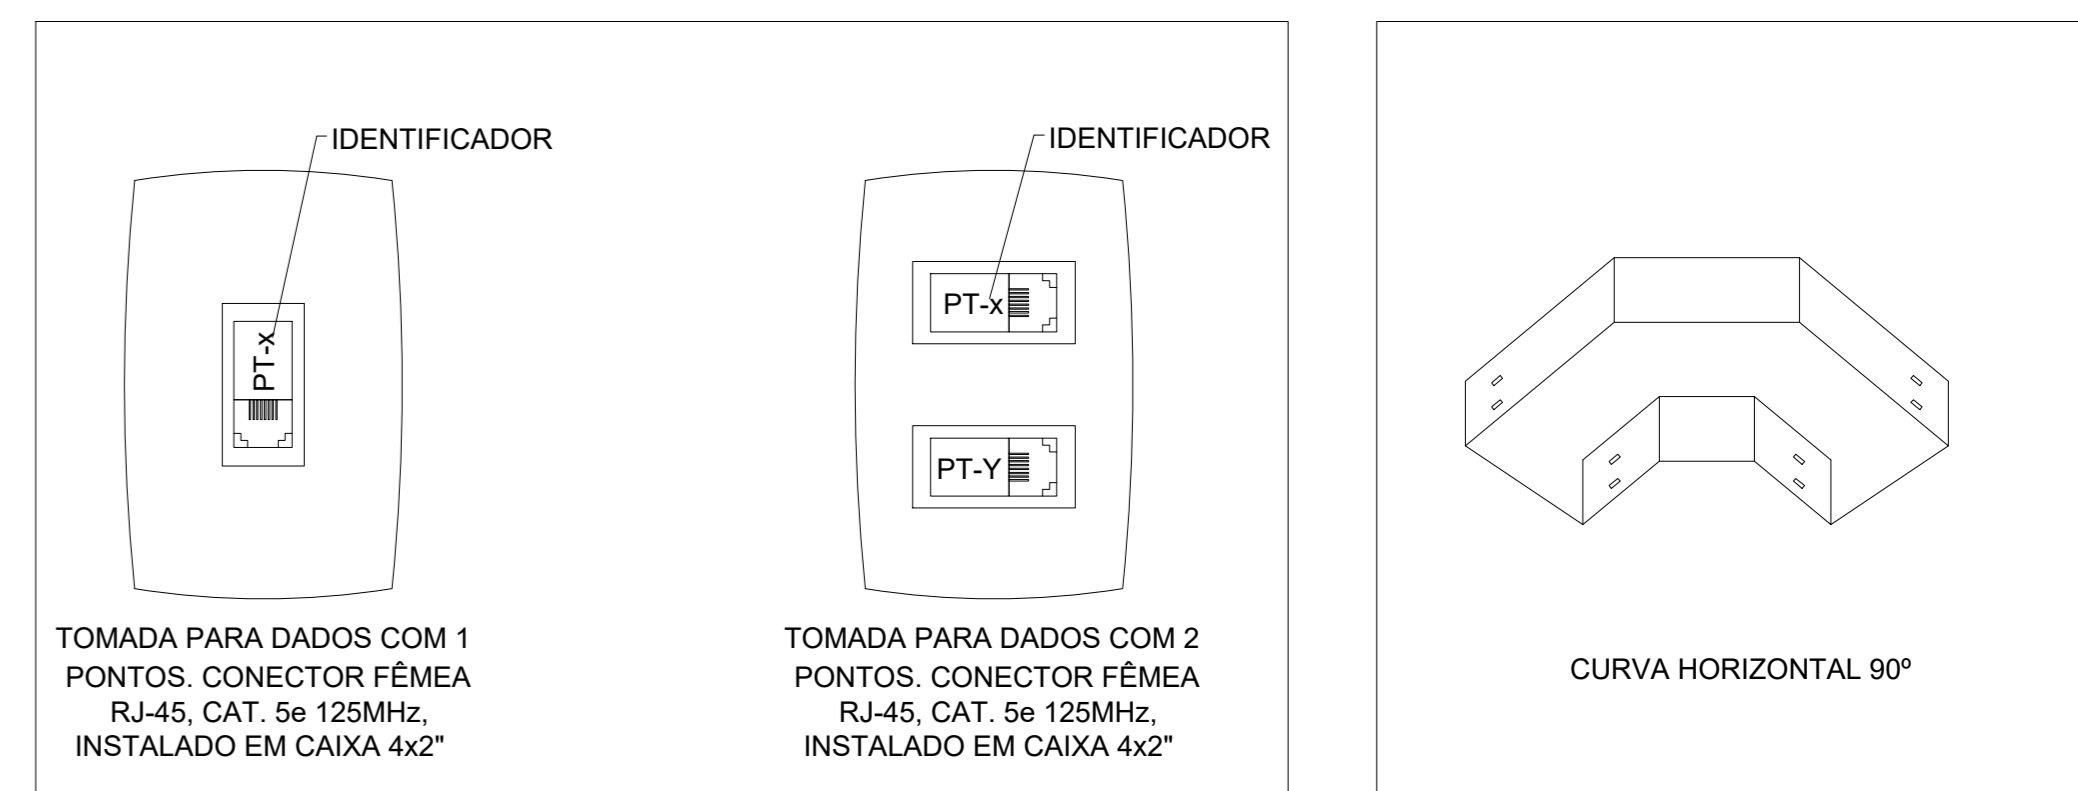 IDENTIFICADOR
PT-x
TOMADA PARA DADOS COM 1
PONTOS. CONECTOR FÊMEA
RJ-45, CAT. 5e 125MHz,
INSTALADO EM CAIXA 4x2"
IDENTIFICADOR
PT-x
PT-Y
TOMADA PARA DADOS COM 2
PONTOS. CONECTOR FÊMEA
RJ-45, CAT. 5e 125MHz,
INSTALADO EM CAIXA 4x2"
CURVA HORIZONTAL 90º